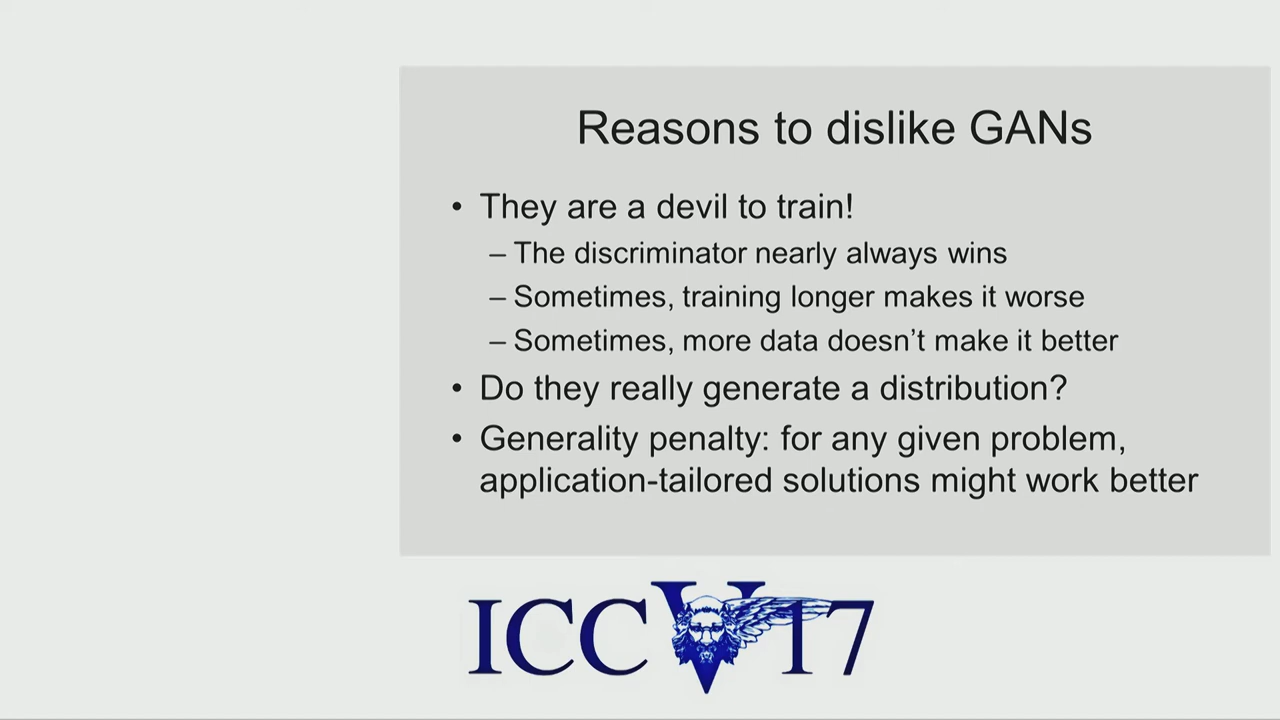 Reasons to dislike GANs
• They are a devil to train!
– The discriminator nearly always wins
– Sometimes, training longer makes it worse
– Sometimes, more data doesn’t make it better
• Do they really generate a distribution?
• Generality penalty: for any given problem,
application-tailored solutions might work better
ICCV17